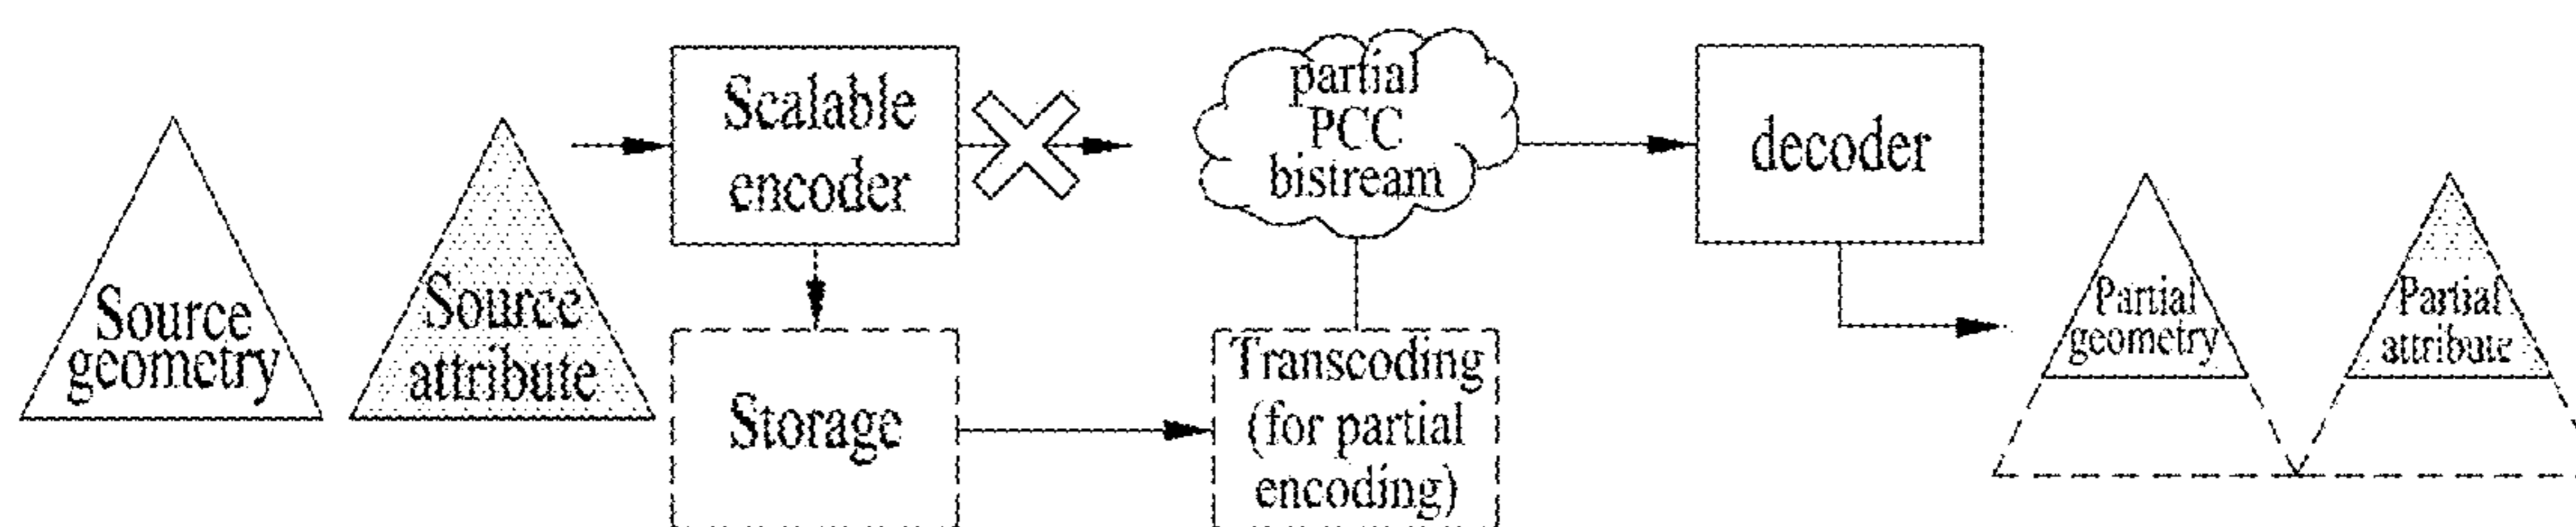 Source
geometry
Source
attribute
Scalable
encoder
Storage
partial
PCC
bistream
Transcoding
(for partial
encoding)
decoder
Partial
geometry
Partial
attribute